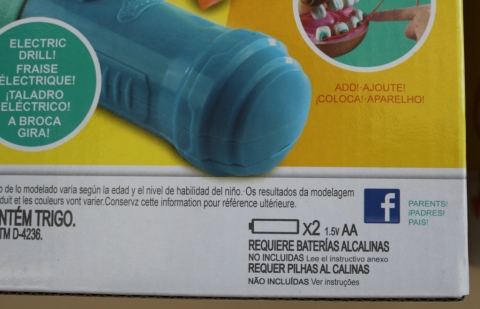 ELECTRIC
DRILL!
FRAISE
ÉLECTRIQUE!
¡TALADRO
ELÉCTRICO!
A BROCA
GIRA!
ADD!·AJOUTE!
¡COLOCA!·APARELHO!
o de lo modelado varía según la edad y el nivel de habilidad del niño. ·Os resultados da modelagem
duit et les couleurs vont varier.Conservz cette information pour référence ultérieure.
NTÉM TRIGO.
TM D-4236.
f
PARENTS!
¡PADRES!
PAIS!
x2 1.5V AA
REQUIERE BATERÍAS ALCALINAS
NO INCLUIDAS Lee el instructivo anexo
REQUER PILHAS AL CALINAS
NÃO INCLUÍDAS Ver instruções